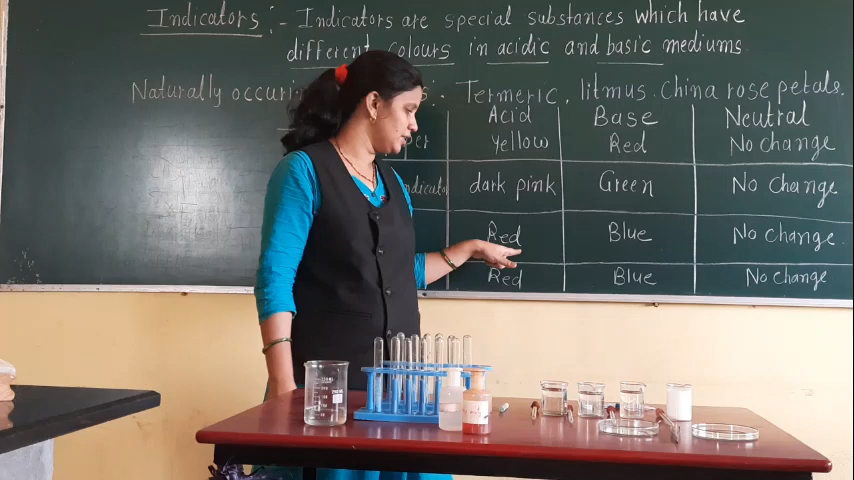 Indicators :- Indicators are special substances which have
different colours in acidic and basic mediums.
Naturally :- Termeric, litmus. China rose petals.
Acid Base Neutral
Yellow Red No change
dark pink Green No Change
Red Blue No Change.
Red Blue No Change